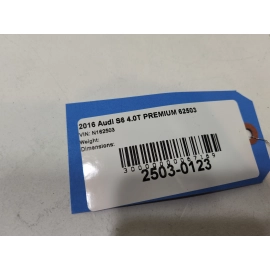 2016 Audi S6 4.0T PREMIUM 62503
VIN: N162503
Weight:
Dimensions:
2503-0123